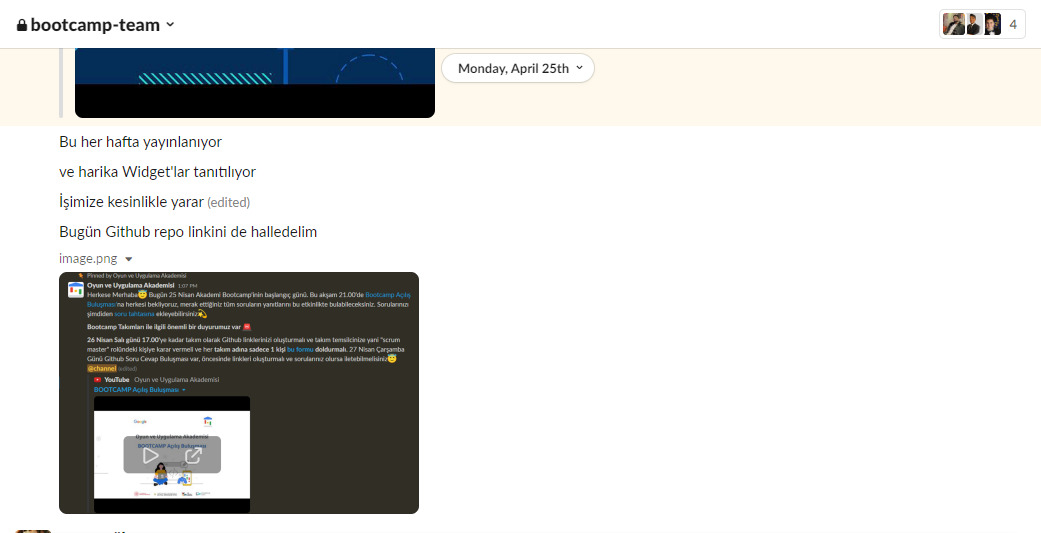 bootcamp-team
4
Monday, April 25th
Bu her hafta yayınlanıyor
ve harika Widget'lar tanıtılıyor
İşimize kesinlikle yarar (edited)
Bugün Github repo linkini de halledelim
image.png
Pinned by Oyun ve Uygulama Akademisi
Oyun ve Uygulama Akademisi 1:07 PM
Herkese Merhaba Bugün 25 Nisan Akademi Bootcamp'inin başlangıç günü. Bu akşam 21.00'de Bootcamp Açılış
Buluşması'na herkesi bekliyoruz, merak ettiğiniz tüm soruların yanıtlarını bu etkinlikte bulabileceksiniz. Sorularınızı
şimdiden soru tahtasına ekleyebilirsiniz
Bootcamp Takımları ile ilgili önemli bir duyurumuz var
26 Nisan Salı günü 17.00'ye kadar takım olarak Github linklerinizi oluşturmalı ve takım temsilcinize yani "scrum
master" rolündeki kişiye karar vermeli ve her takım adına sadece 1 kişi bu formu doldurmalı. 27 Nisan Çarşamba
Günü Github Soru Cevap Buluşması var, öncesinde linkleri oluşturmalı ve sorularınız olursa iletebilmelisiniz
@channel (edited)
YouTube Oyun ve Uygulama Akademisi
BOOTCAMP Açılış Buluşması
Google
Oyun ve Uygulama Akademisi
BOOTCAMP Açılış Buluşması